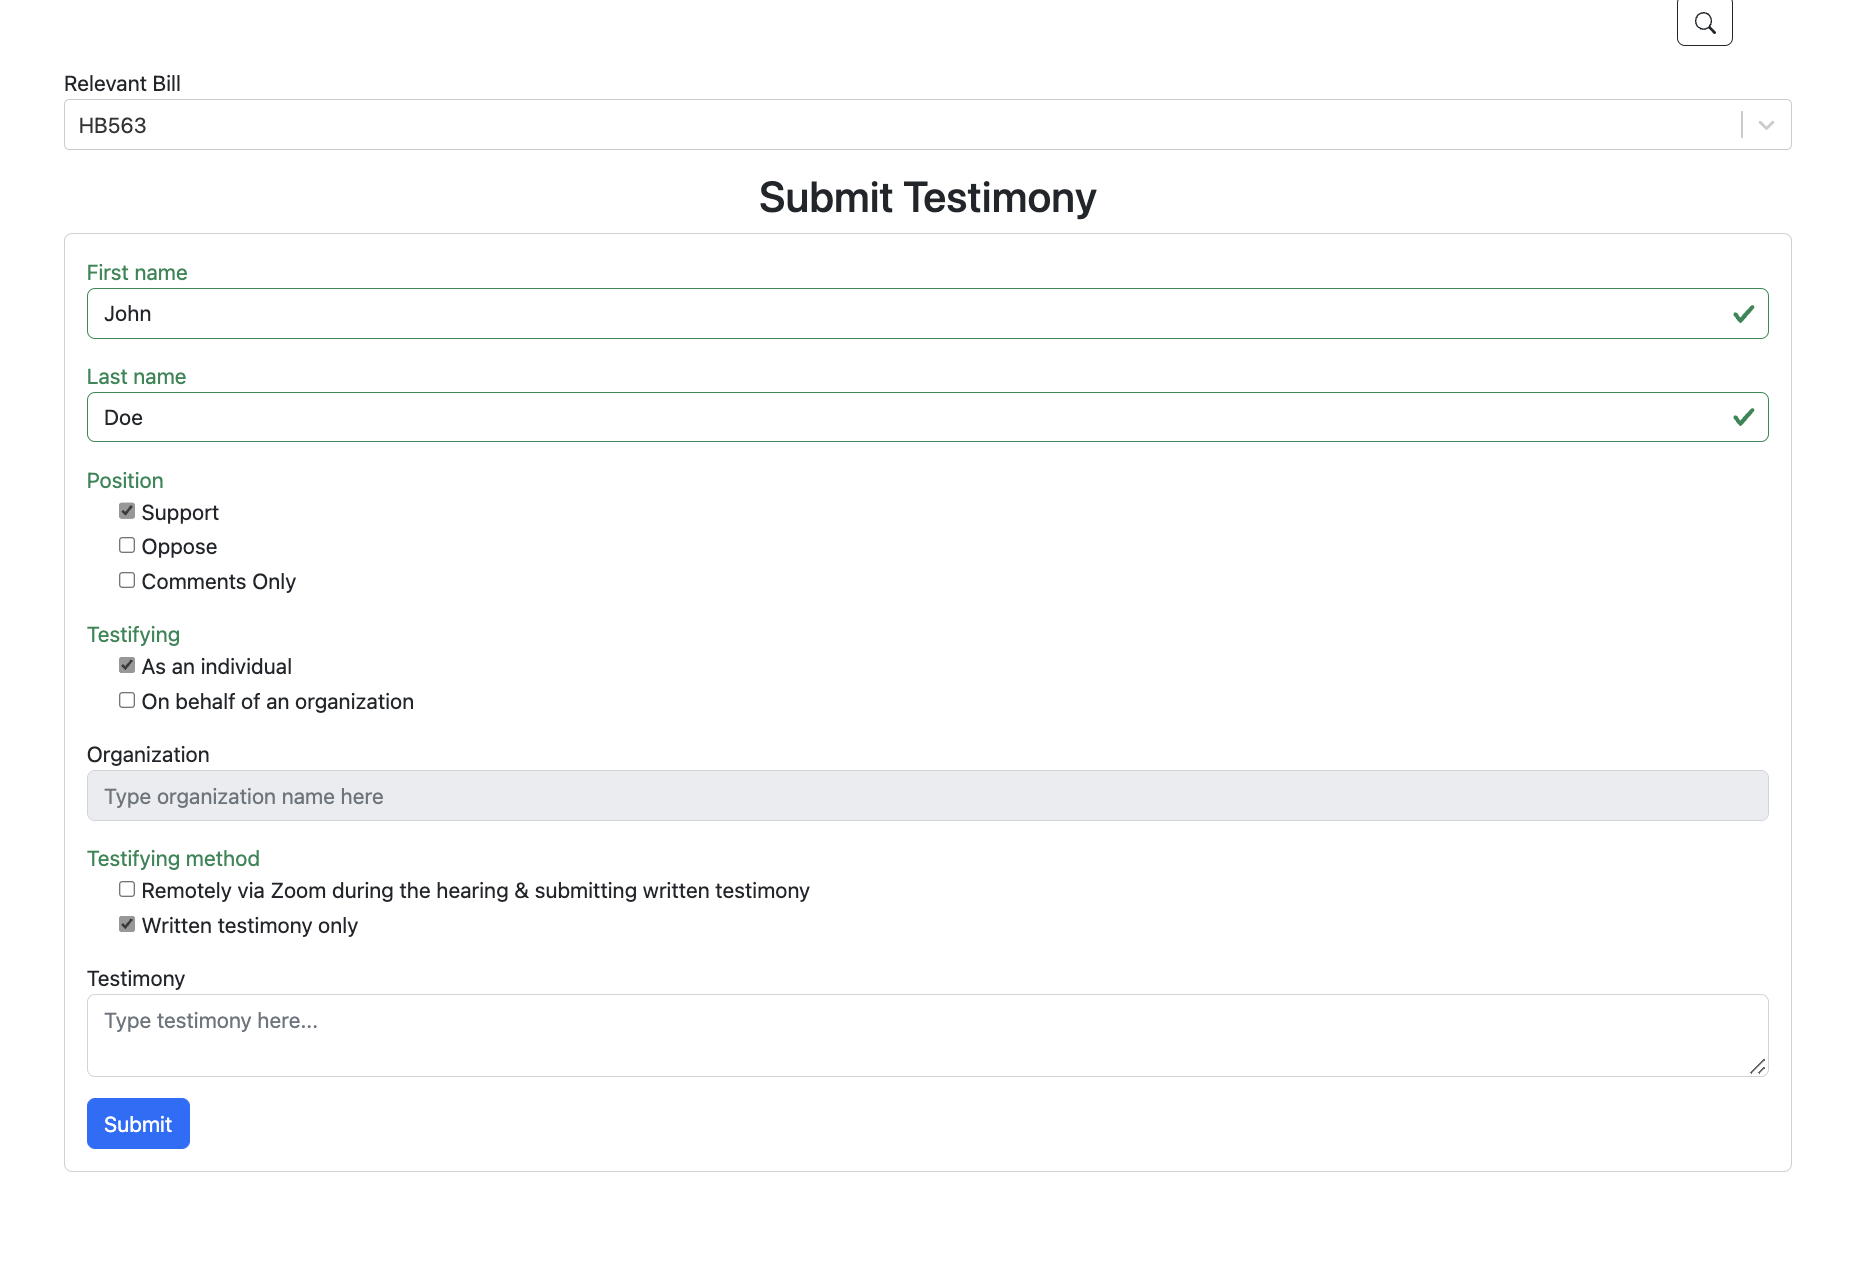 Relevant Bill
HB563
Submit Testimony
First name
John
Last name
Doe
Position
Support
Oppose
Comments Only
Testifying
As an individual
On behalf of an organization
Organization
Type organization name here
Testifying method
Remotely via Zoom during the hearing & submitting written testimony
Written testimony only
Testimony
Type testimony here...
Submit